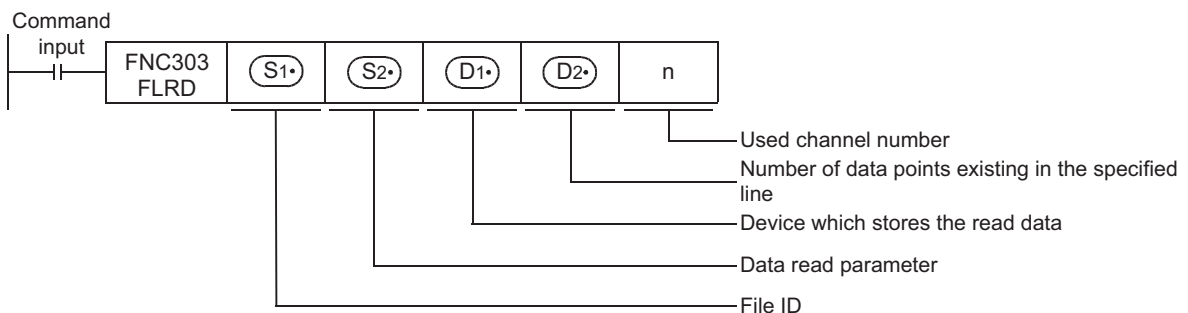 Command
input
FNC303
FLRD
S1•
S2•
D1•
D2•
n
Used channel number
Number of data points existing in the specified
line
Device which stores the read data
Data read parameter
File ID